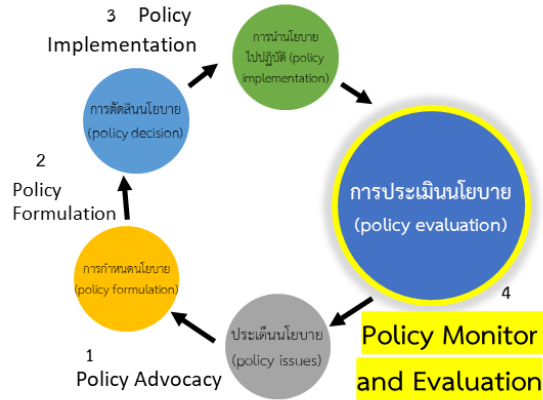 3 Policy
Implementation
การนำนโยบาย
ไปปฏิบัติ (policy
implementation)
การตัดสินนโยบาย
(policy decision)
2
Policy
Formulation
การประเมินนโยบาย
(policy evaluation)
การกำหนดนโยบาย
(policy formulation)
4
Policy Monitor
and Evaluation
ประเด็นนโยบาย
(policy issues)
1
Policy Advocacy